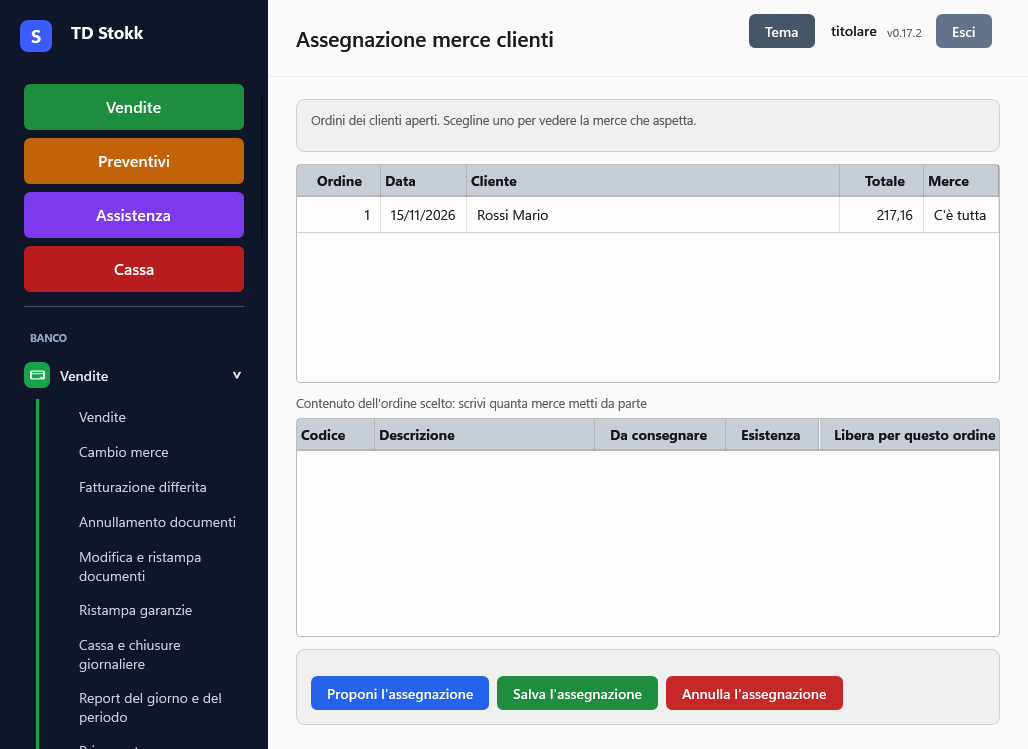 S
TD Stokk
Vendite
Preventivi
Assistenza
Cassa
BANCO
Vendite
Vendite
Cambio merce
Fatturazione differita
Annullamento documenti
Modifica e ristampa
documenti
Ristampa garanzie
Cassa e chiusure
giornaliere
Report del giorno e del
periodo
Assegnazione merce clienti
Tema
titolare
v0.17.2
Esci
Ordini dei clienti aperti. Scegline uno per vedere la merce che aspetta.
Ordine Data Cliente Totale Merce
1 15/11/2026 Rossi Mario 217,16 C'è tutta
Contenuto dell'ordine scelto: scrivi quanta merce metti da parte
Codice Descrizione Da consegnare Esistenza Libera per questo ordine
Proponi l'assegnazione
Salva l'assegnazione
Annulla l'assegnazione